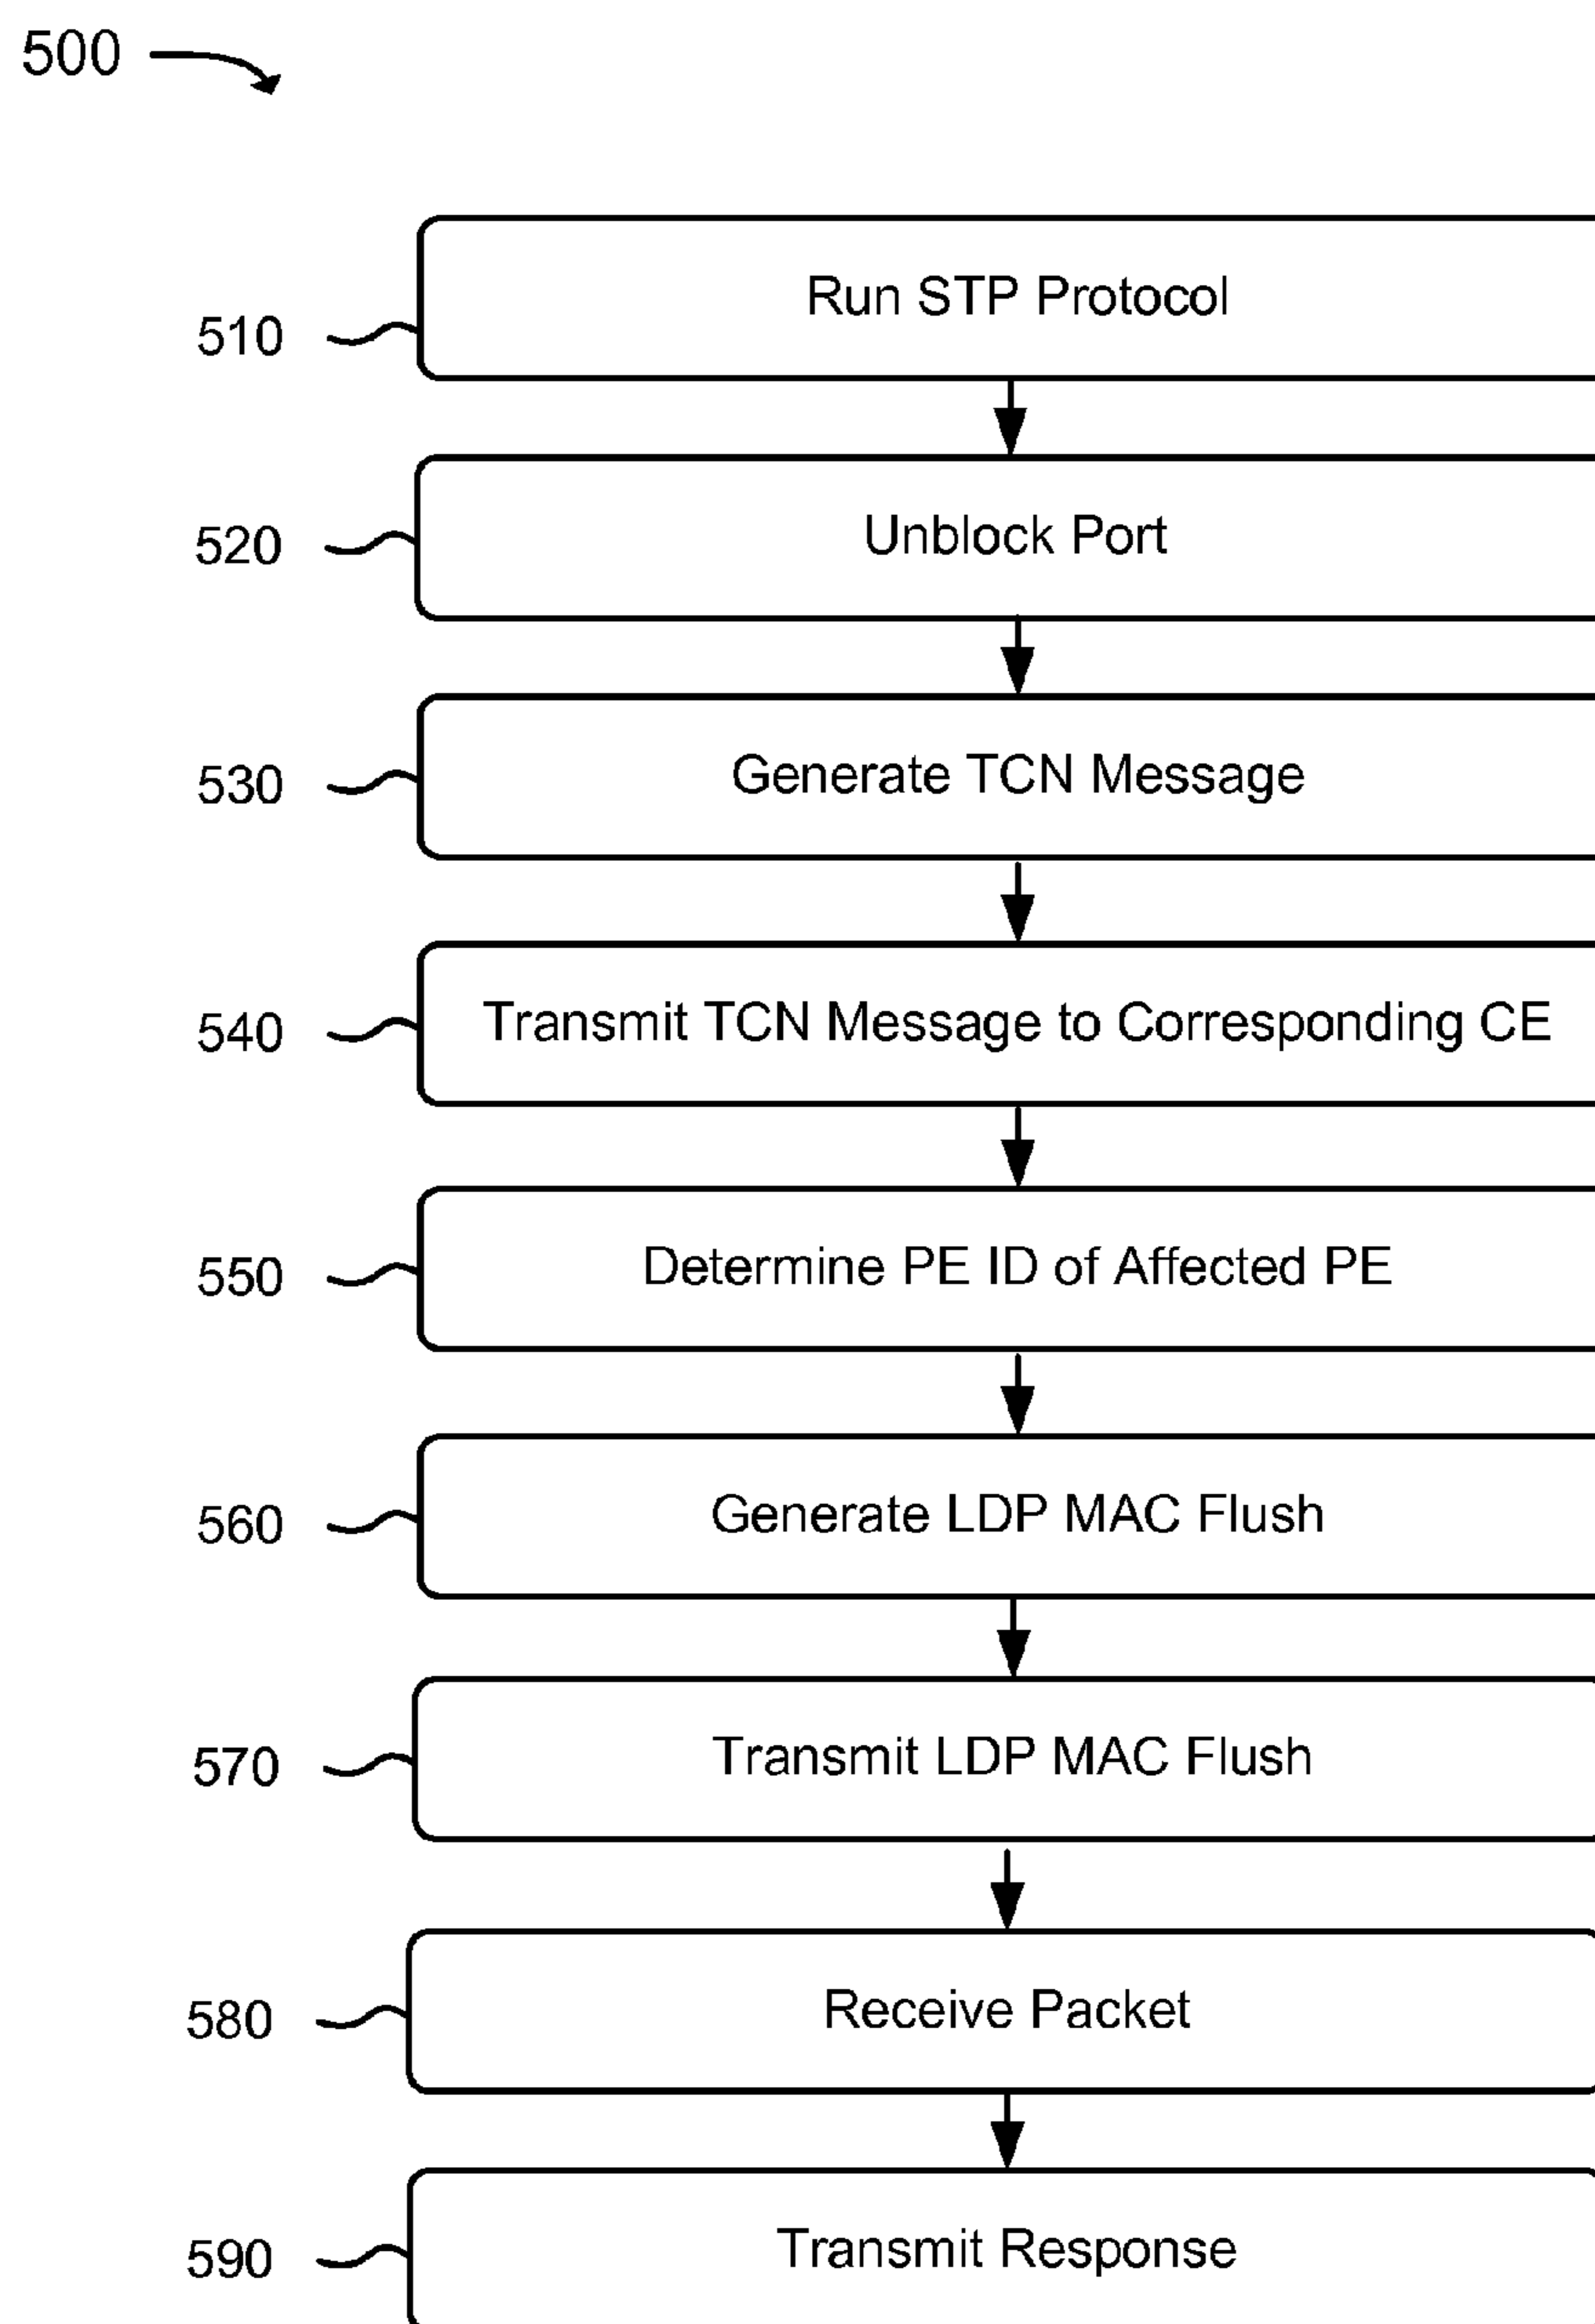 500
Run STP Protocol
510
Unblock Port
520
Generate TCN Message
530
Transmit TCN Message to Corresponding CE
540
Determine PE ID of Affected PE
550
Generate LDP MAC Flush
560
Transmit LDP MAC Flush
570
Receive Packet
580
Transmit Response
590